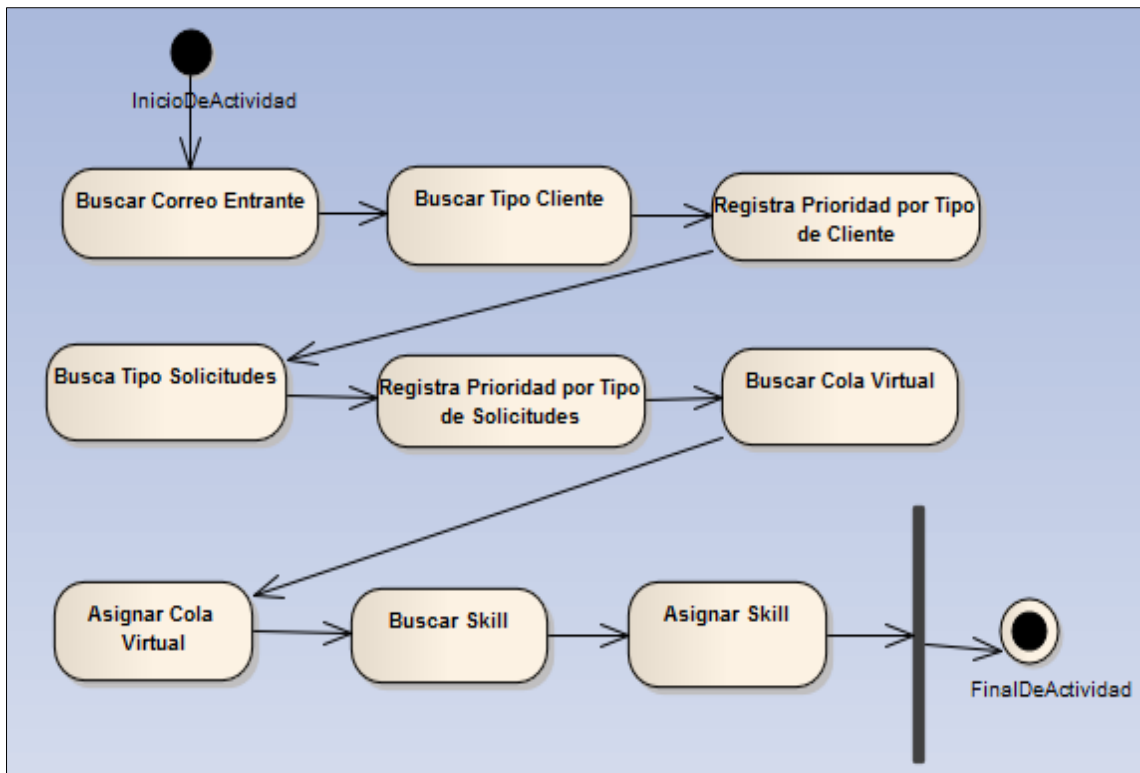 InicioDeActividad
Buscar Correo Entrante
Buscar Tipo Cliente
Registra Prioridad por Tipo
de Cliente
Busca Tipo Solicitudes
Registra Prioridad por Tipo
de Solicitudes
Buscar Cola Virtual
Asignar Cola
Virtual
Buscar Skill
Asignar Skill
FinalDeActividad